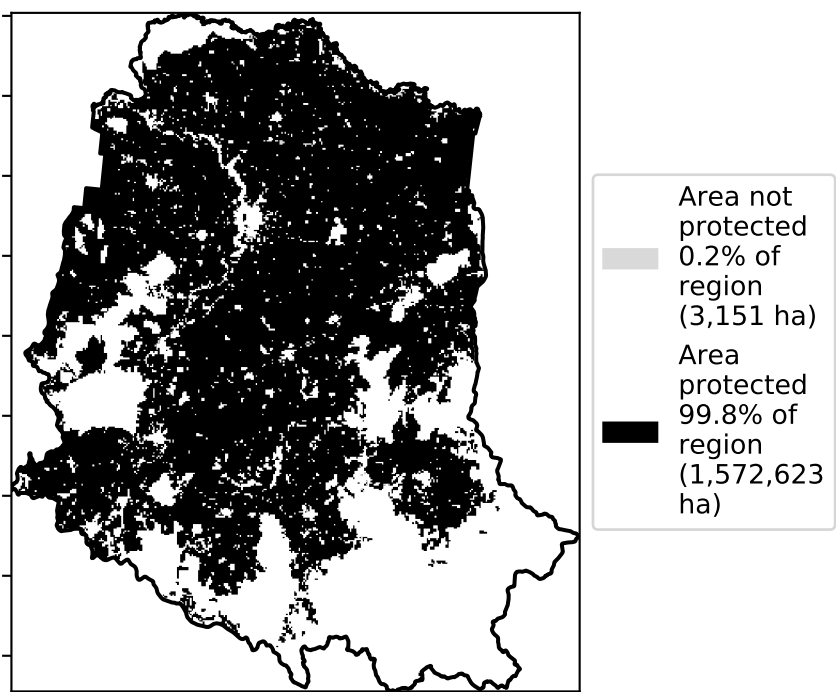 Area not
protected
0.2% of
region
(3,151 ha)
Area
protected
99.8% of
region
(1,572,623
ha)